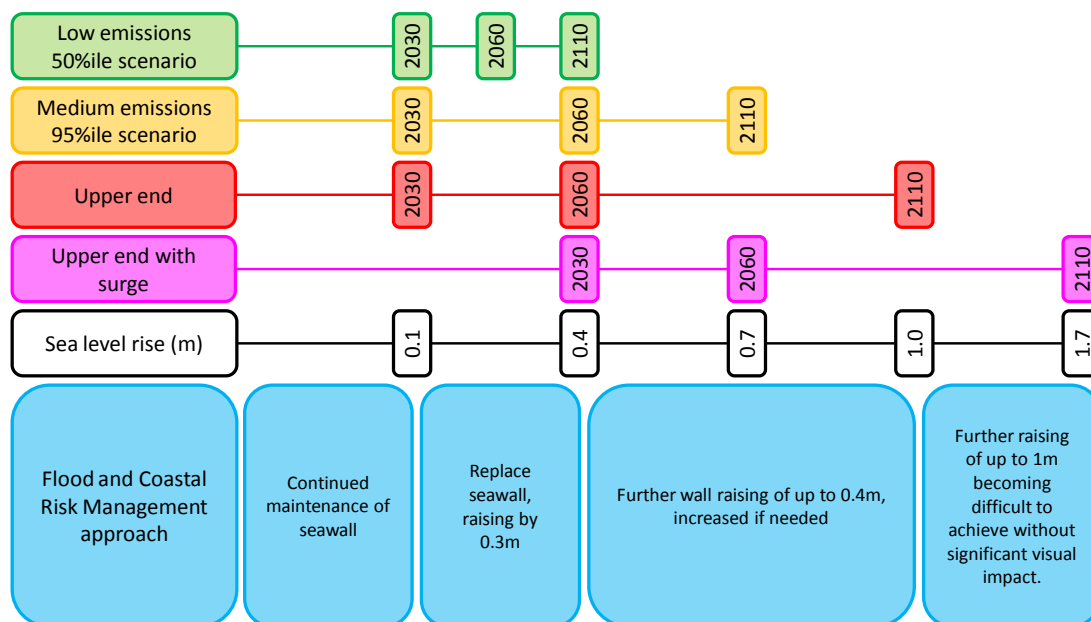 Low emissions
50%ile scenario
2030
2060
2110
Medium emissions
95%ile scenario
2030
2060
2110
Upper end
2030
2060
2110
Upper end with
surge
2030
2060
2110
Sea level rise (m)
0.1
0.4
0.7
1.0
1.7
Flood and Coastal
Risk Management
approach
Continued
maintenance of
seawall
Replace
seawall,
raising by
0.3m
Further wall raising of up to 0.4m,
increased if needed
Further raising
of up to 1m
becoming
difficult to
achieve without
significant visual
impact.